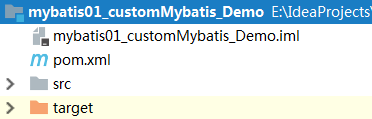 mybatis01_customMybatis_Demo E:\IdeaProjects\
mybatis01_customMybatis_Demo.iml
m pom.xml
src
target